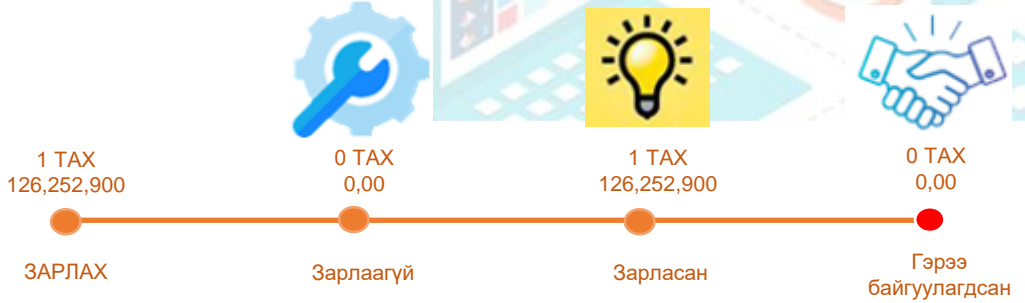 1 ТАХ
126,252,900
0 ТАХ
0,00
1 ТАХ
126,252,900
0 ТАХ
0,00
ЗАРЛАХ
Зарлаагүй
Зарласан
Гэрээ
байгуулагдсан